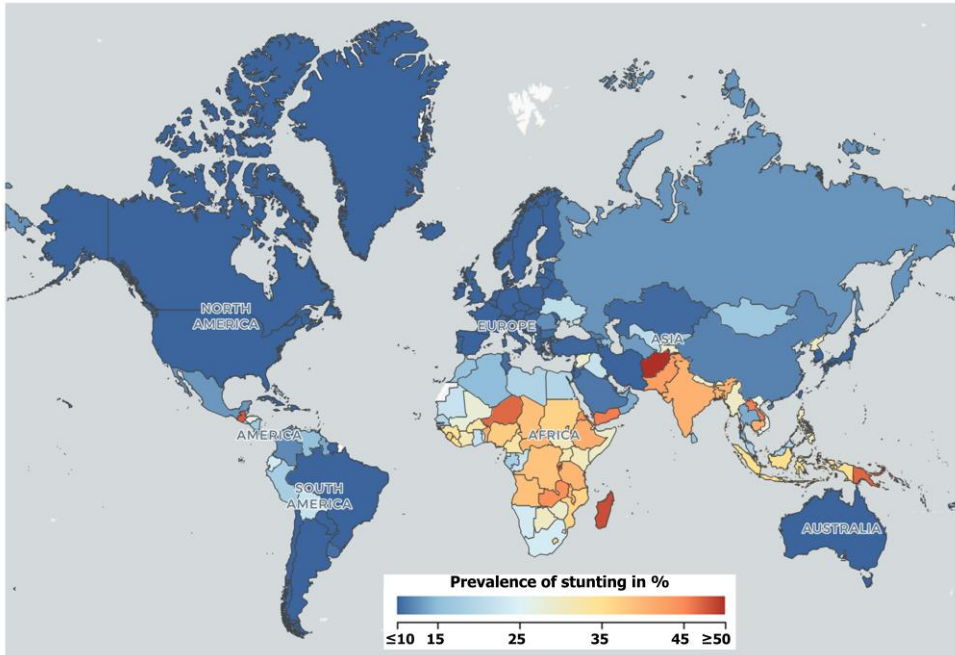 NORTH
AMERICA
EUROPE
ASIA
AMERICA
AFRICA
SOUTH
AMERICA
AUSTRALIA
Prevalence of stunting in %
≤10 15 25 35 45 ≥50